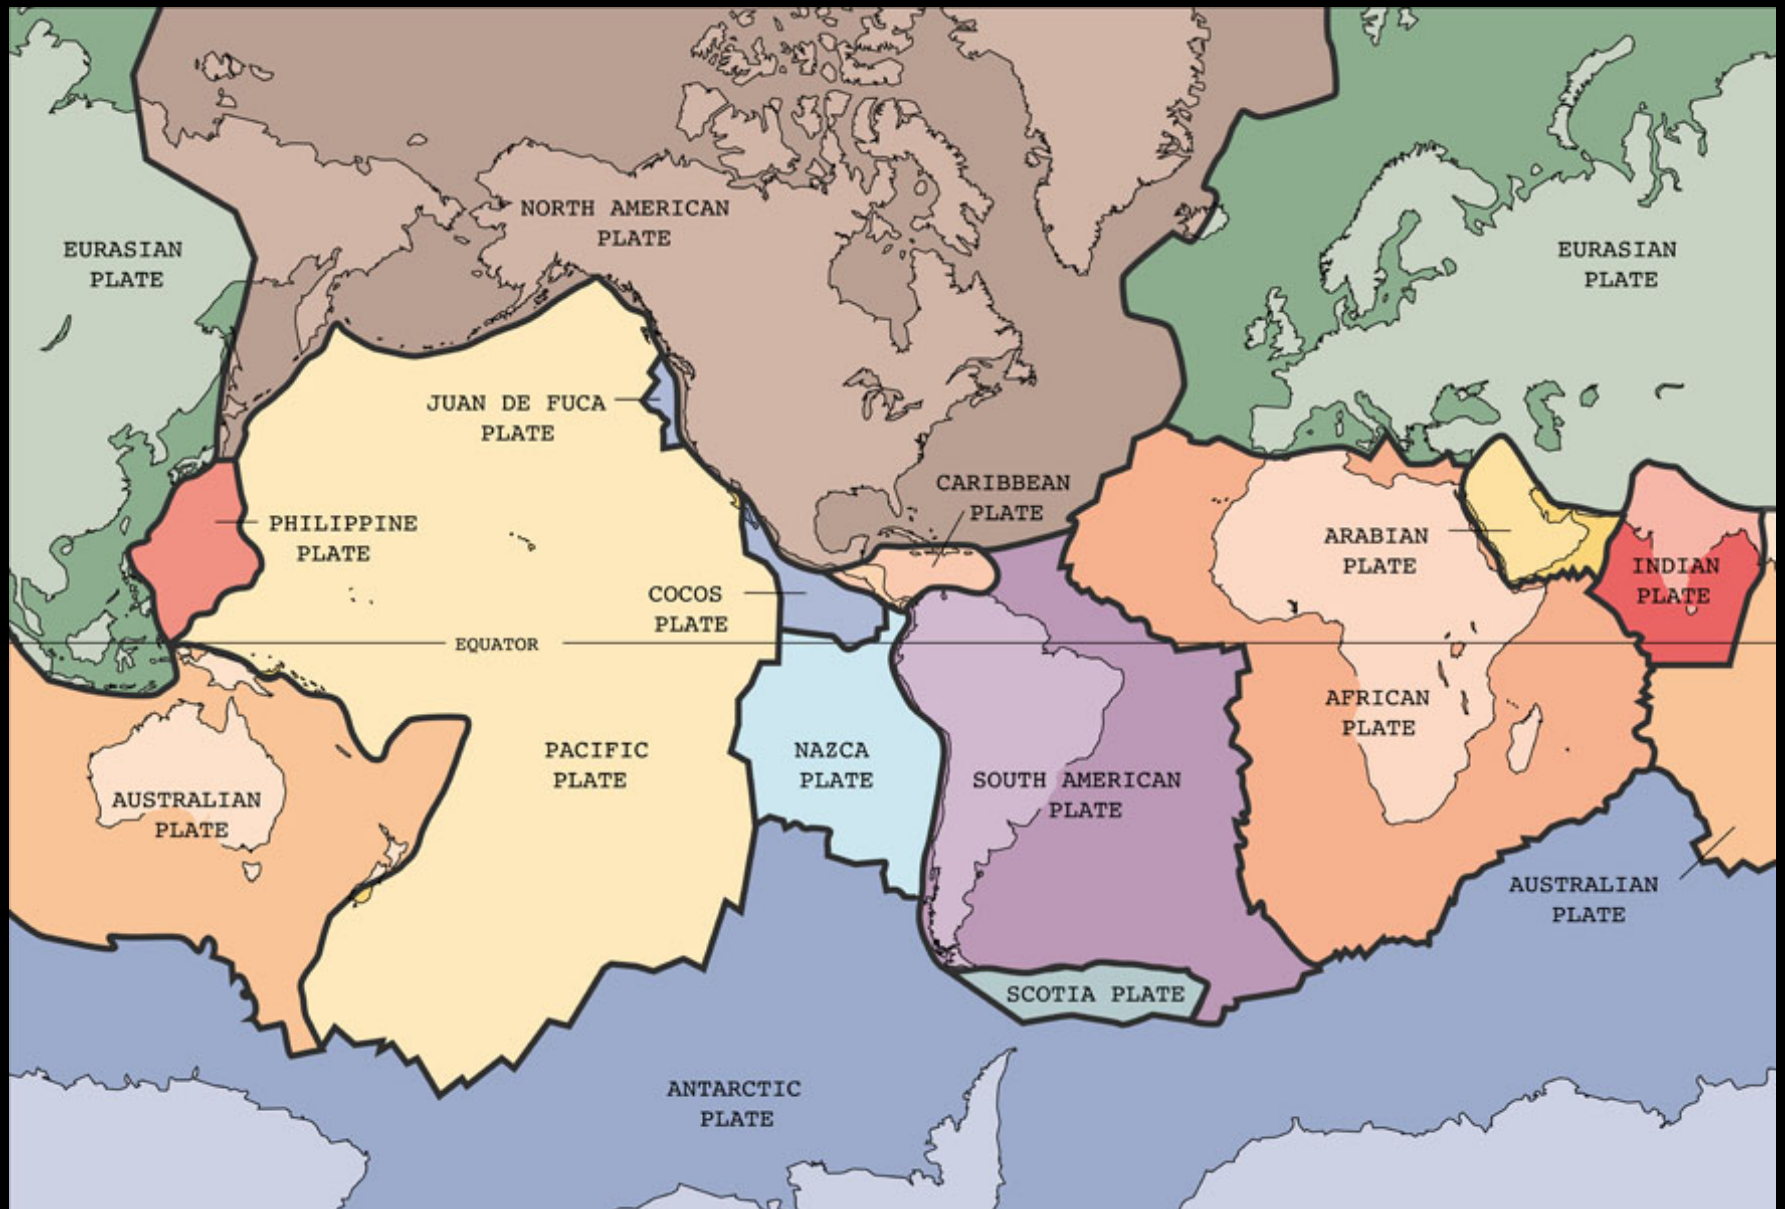 NORTH AMERICAN
PLATE
EURASIAN
PLATE
EURASIAN
PLATE
JUAN DE FUCA
PLATE
CARIBBEAN
PLATE
PHILIPPINE
PLATE
ARABIAN
PLATE
INDIAN
PLATE
COCOS
PLATE
EQUATOR
AFRICAN
PLATE
PACIFIC
PLATE
NAZCA
PLATE
SOUTH AMERICAN
PLATE
AUSTRALIAN
PLATE
AUSTRALIAN
PLATE
SCOTIA PLATE
ANTARCTIC
PLATE